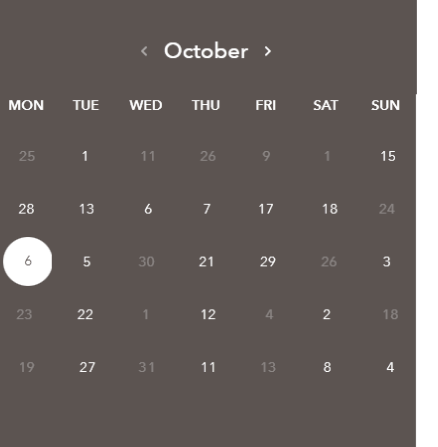 ‹ October ›
MON TUE WED THU FRI SAT SUN
25 1 11 26 9 1 15
28 13 6 7 17 18 24
6 5 30 21 29 26 3
23 22 1 12 4 2 18
19 27 31 11 13 8 4